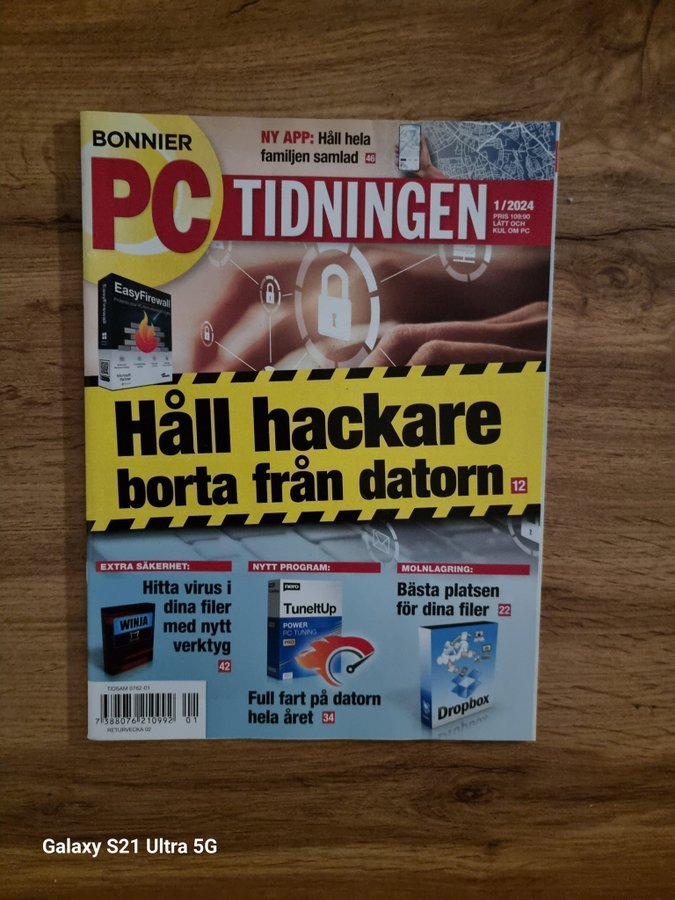 BONNIER
PC TIDNINGEN
NY APP: Håll hela
familjen samlad 46
1/2024
PRIS 109:90
LÄTT OCH
KUL OM PC
EasyFirewall
Håll hackare
borta från datorn 12
EXTRA SÄKERHET:
Hitta virus i
dina filer
med nytt
verktyg
42
WINJA
NYTT PROGRAM:
nero
TuneItUp
POWER
PC TUNING
PRO
Full fart på datorn
hela året 34
MOLNLAGRING:
Bästa platsen
för dina filer 22
Dropbox
TIDSAM 0762-01
7 388076 210992 01
RETURVECKA 02
Galaxy S21 Ultra 5G